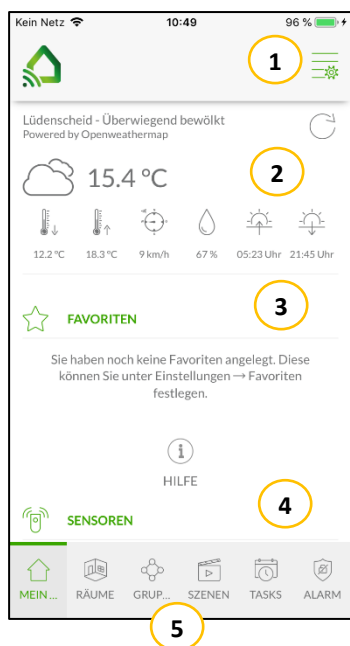 Kein Netz 10:49 96 %
1
Lüdenscheid - Überwiegend bewölkt
Powered by Openweathermap
2
15.4 °C
12.2 °C 18.3 °C 9 km/h 67 % 05:23 Uhr 21:45 Uhr
3
FAVORITEN
Sie haben noch keine Favoriten angelegt. Diese
können Sie unter Einstellungen → Favoriten
festlegen.
HILFE
4
SENSOREN
MEIN ... RÄUME GRUP... SZENEN TASKS ALARM
5